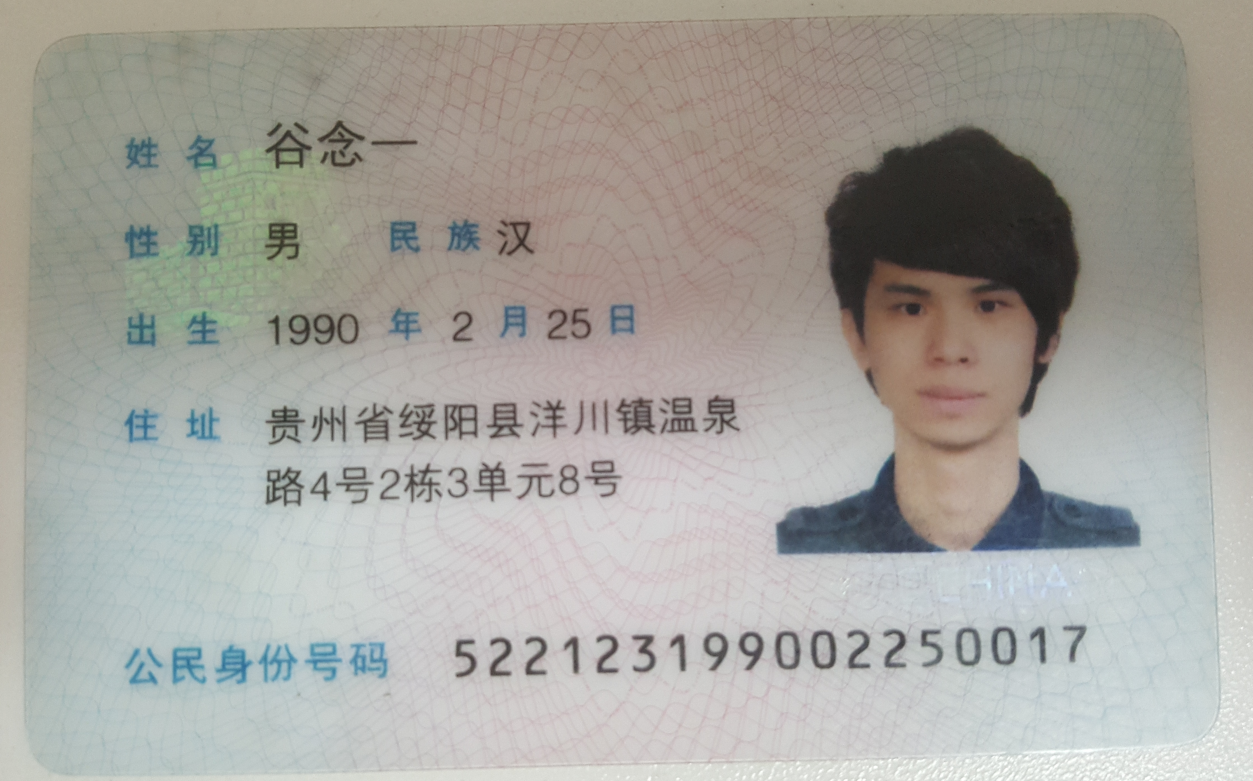 姓名 谷念一
性别 男 民族 汉
出生 1990 年 2 月 25 日
住址 贵州省绥阳县洋川镇温泉
路4号2栋3单元8号
CHINA
公民身份号码 522123199002250017